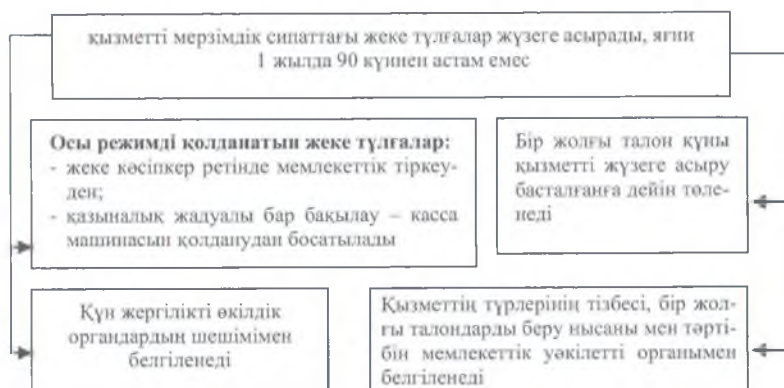 қызметті мерзімдік сипаттағы жеке тұлғалар жүзеге асырады, яғни
1 жылда 90 күннен астам емес
Осы режимді қолданатын жеке тұлғалар:
- жеке кәсіпкер ретінде мемлекеттік тіркеу-
ден;
- қазыналық жадуалы бар бақылау – касса
машинасын қолданудан босатылады
Бір жолғы талон құны
қызметті жүзеге асыру
басталғанға дейін төле-
неді
Күн жергілікті өкілдік
органдардың шешімімен
белгіленеді
Қызметтің түрлерінің тізбесі, бір жол-
ғы талондарды беру нысаны мен тәрті-
бін мемлекеттік уәкілетті органымен
белгіленеді